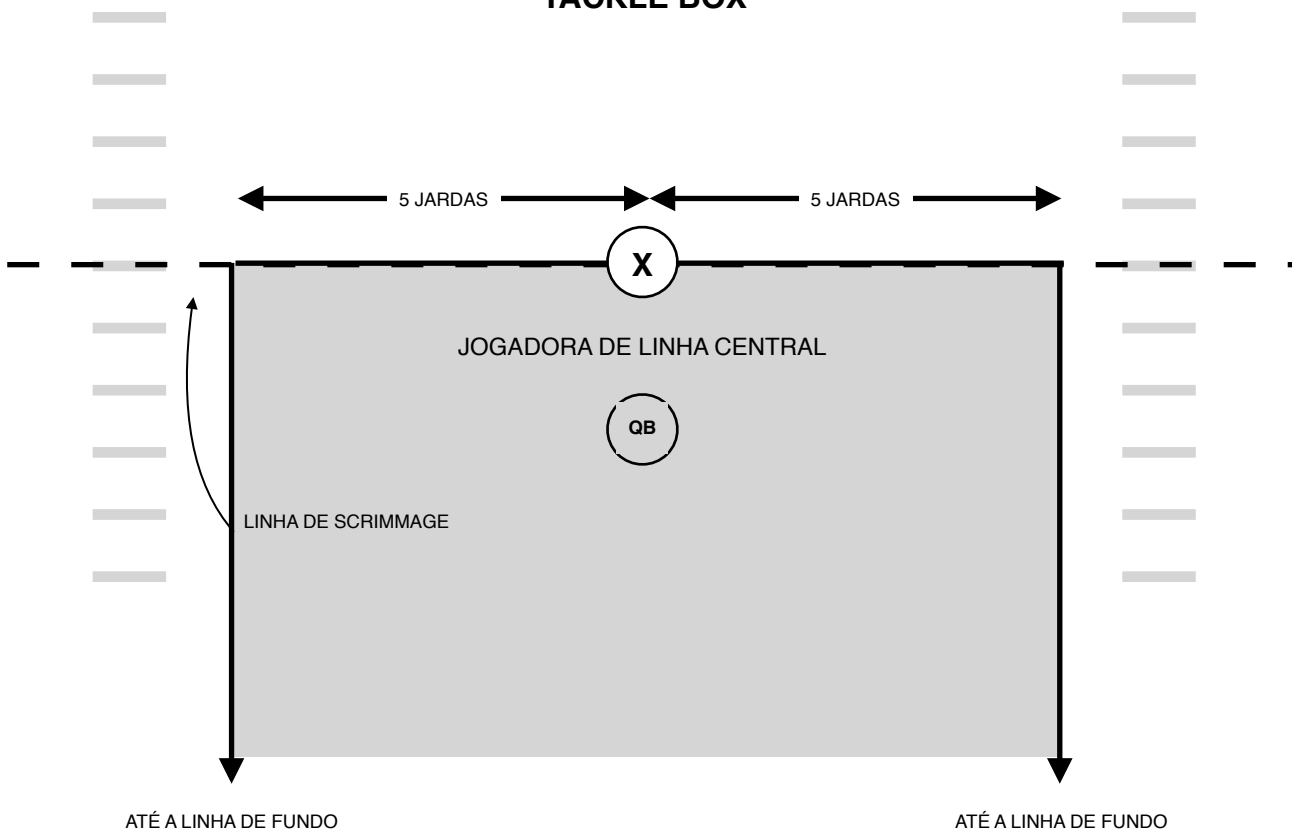 TACKLE BOX
5 JARDAS 5 JARDAS
X
JOGADORA DE LINHA CENTRAL
QB
LINHA DE SCRIMMAGE
ATÉ A LINHA DE FUNDO ATÉ A LINHA DE FUNDO